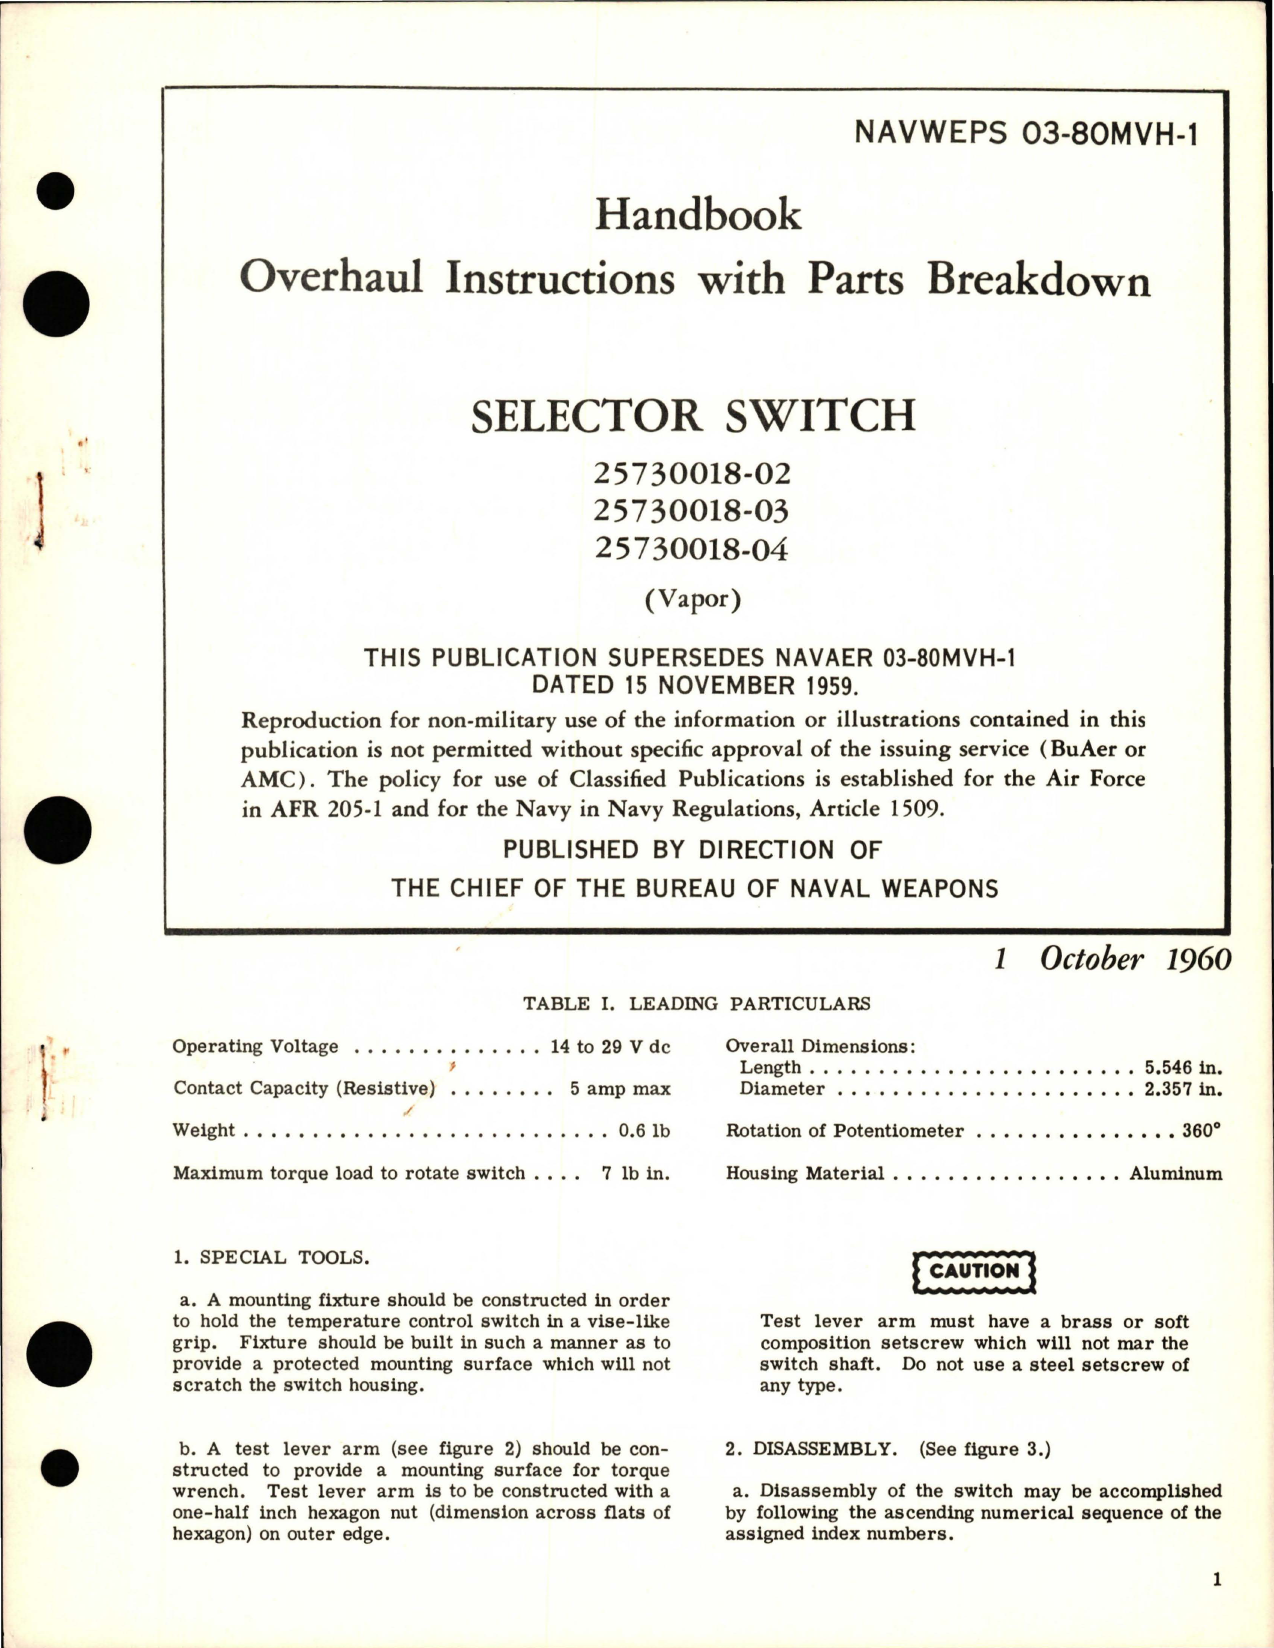 NAVWEPS 03-80MVH-1
Handbook
Overhaul Instructions with Parts Breakdown
SELECTOR SWITCH
25730018-02
25730018-03
25730018-04
(Vapor)
THIS PUBLICATION SUPERSEDES NAVAER 03-80MVH-1
DATED 15 NOVEMBER 1959.
Reproduction for non-military use of the information or illustrations contained in this
publication is not permitted without specific approval of the issuing service (BuAer or
AMC). The policy for use of Classified Publications is established for the Air Force
in AFR 205-1 and for the Navy in Navy Regulations, Article 1509.
PUBLISHED BY DIRECTION OF
THE CHIEF OF THE BUREAU OF NAVAL WEAPONS
1 October 1960
TABLE I. LEADING PARTICULARS
Operating Voltage . . . . . . . . . . . . . . 14 to 29 V dc
Contact Capacity (Resistive) . . . . . . . . 5 amp max
Weight . . . . . . . . . . . . . . . . . . . . . . . . . . . 0.6 lb
Maximum torque load to rotate switch . . . . 7 lb in.
Overall Dimensions:
Length . . . . . . . . . . . . . . . . . . . . . . . . 5.546 in.
Diameter . . . . . . . . . . . . . . . . . . . . . . 2.357 in.
Rotation of Potentiometer . . . . . . . . . . . . . . . 360°
Housing Material . . . . . . . . . . . . . . . . . Aluminum
1. SPECIAL TOOLS.
a. A mounting fixture should be constructed in order
to hold the temperature control switch in a vise-like
grip. Fixture should be built in such a manner as to
provide a protected mounting surface which will not
scratch the switch housing.
b. A test lever arm (see figure 2) should be con-
structed to provide a mounting surface for torque
wrench. Test lever arm is to be constructed with a
one-half inch hexagon nut (dimension across flats of
hexagon) on outer edge.
CAUTION
Test lever arm must have a brass or soft
composition setscrew which will not mar the
switch shaft. Do not use a steel setscrew of
any type.
2. DISASSEMBLY. (See figure 3.)
a. Disassembly of the switch may be accomplished
by following the ascending numerical sequence of the
assigned index numbers.
1